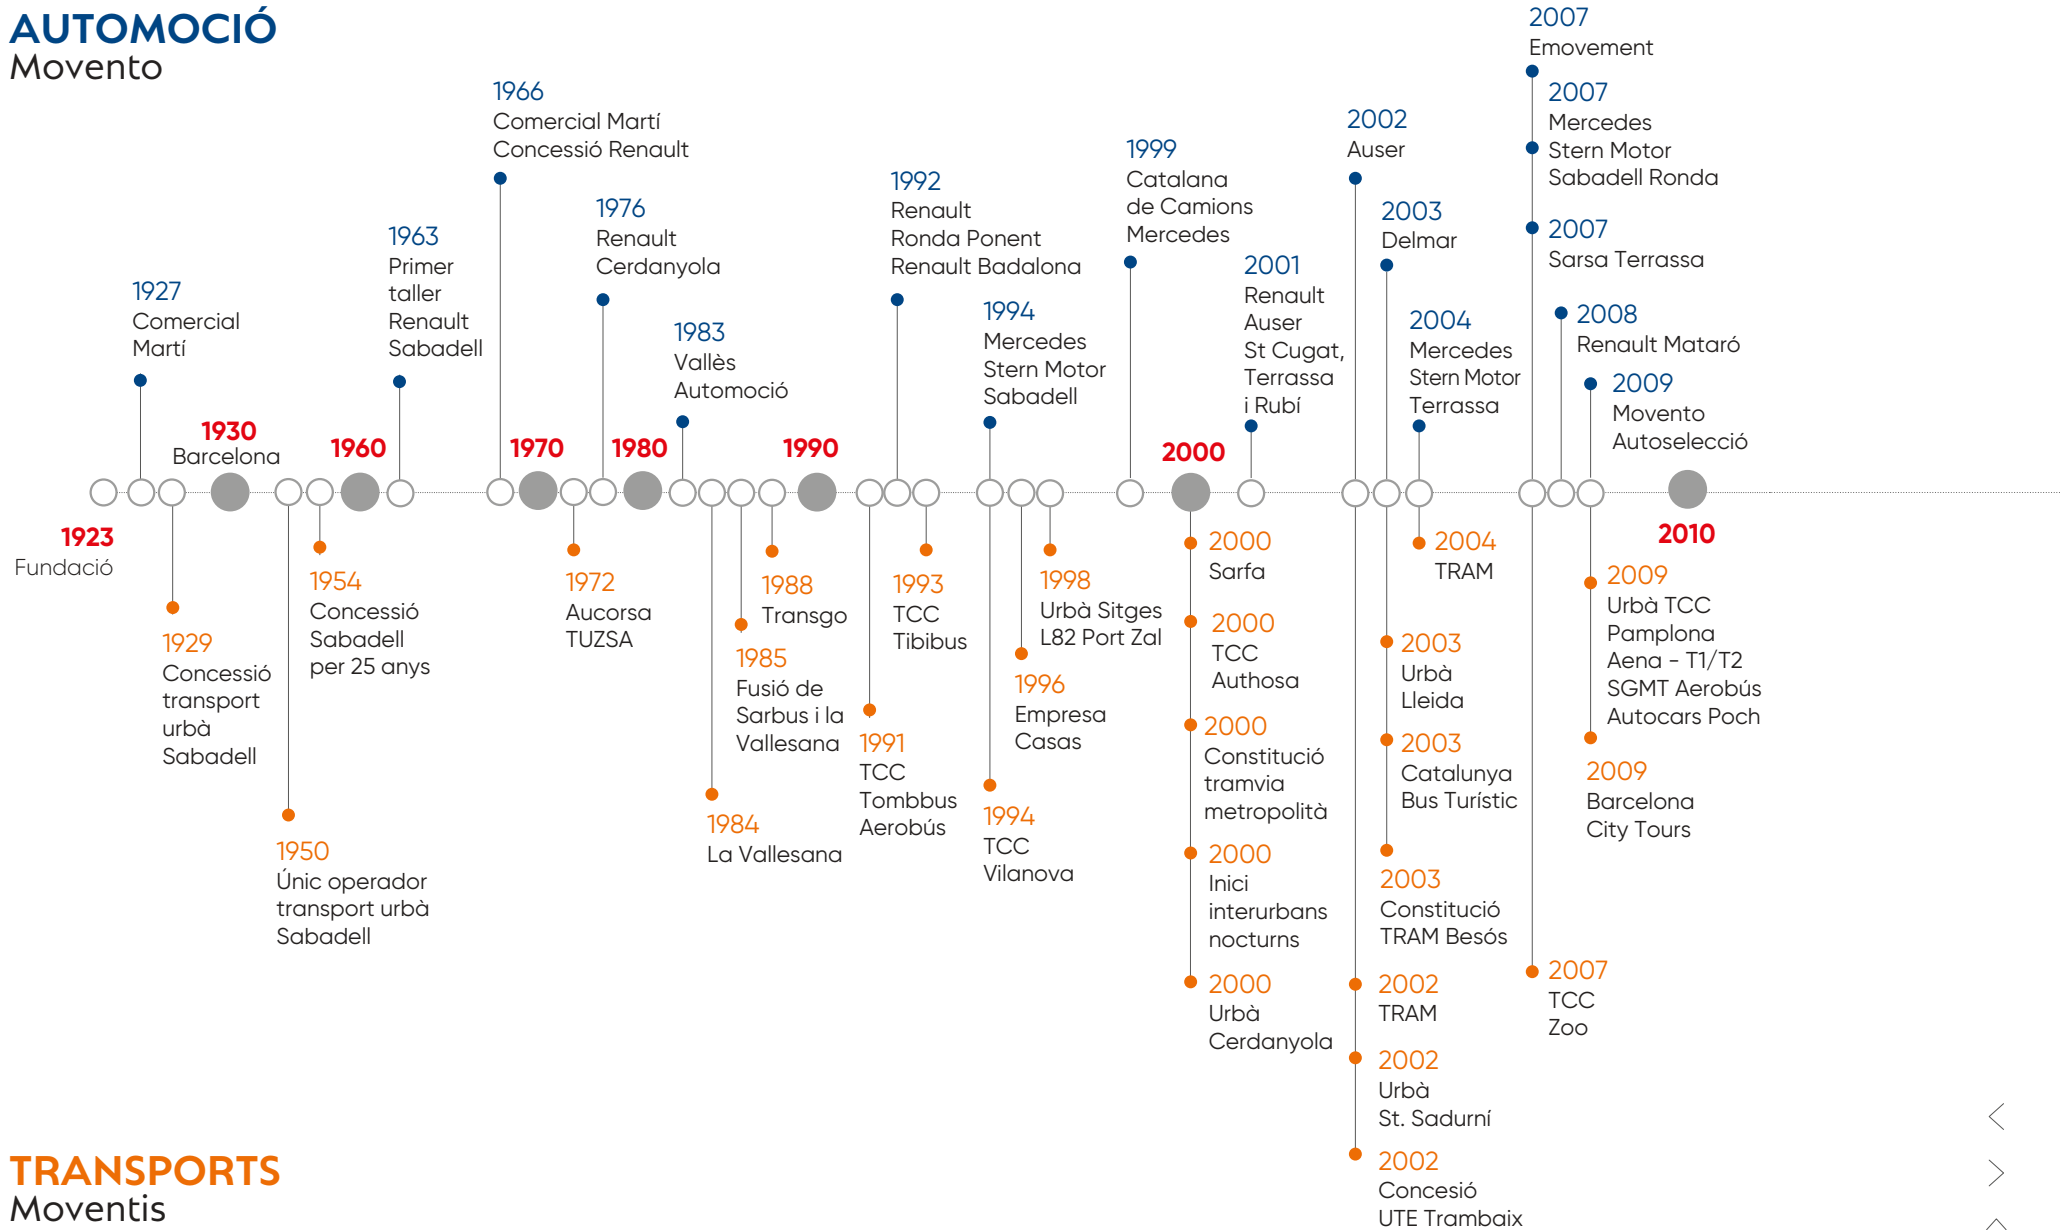 AUTOMOCIÓ
Movento
1927
Comercial
Martí
1963
Primer
taller
Renault
Sabadell
1966
Comercial Martí
Concessió Renault
1976
Renault
Cerdanyola
1983
Vallès
Automoció
1992
Renault
Ronda Ponent
Renault Badalona
1994
Mercedes
Stern Motor
Sabadell
1999
Catalana
de Camions
Mercedes
2001
Renault
Auser
St Cugat,
Terrassa
i Rubí
2002
Auser
2003
Delmar
2004
Mercedes
Stern Motor
Terrassa
2007
Emovement
2007
Mercedes
Stern Motor
Sabadell Ronda
2007
Sarsa Terrassa
2008
Renault Mataró
2009
Movento
Autoselecció
1923
Fundació
1930
Barcelona
1960
1970
1980
1990
2000
2010
1929
Concessió
transport
urbà
Sabadell
1950
Únic operador
transport urbà
Sabadell
1954
Concessió
Sabadell
per 25 anys
1972
Aucorsa
TUZSA
1984
La Vallesana
1985
Fusió de
Sarbus i la
Vallesana
1988
Transgo
1991
TCC
Tombbus
Aerobús
1993
TCC
Tibibus
1994
TCC
Vilanova
1996
Empresa
Casas
1998
Urbà Sitges
L82 Port Zal
2000
Sarfa
2000
TCC
Authosa
2000
Constitució
tramvia
metropolità
2000
Inici
interurbans
nocturns
2000
Urbà
Cerdanyola
2002
TRAM
2002
Urbà
St. Sadurní
2002
Concesió
UTE Trambaix
2003
Urbà
Lleida
2003
Catalunya
Bus Turístic
2003
Constitució
TRAM Besós
2004
TRAM
2007
TCC
Zoo
2009
Urbà TCC
Pamplona
Aena - T1/T2
SGMT Aerobús
Autocars Poch
2009
Barcelona
City Tours
TRANSPORTS
Moventis